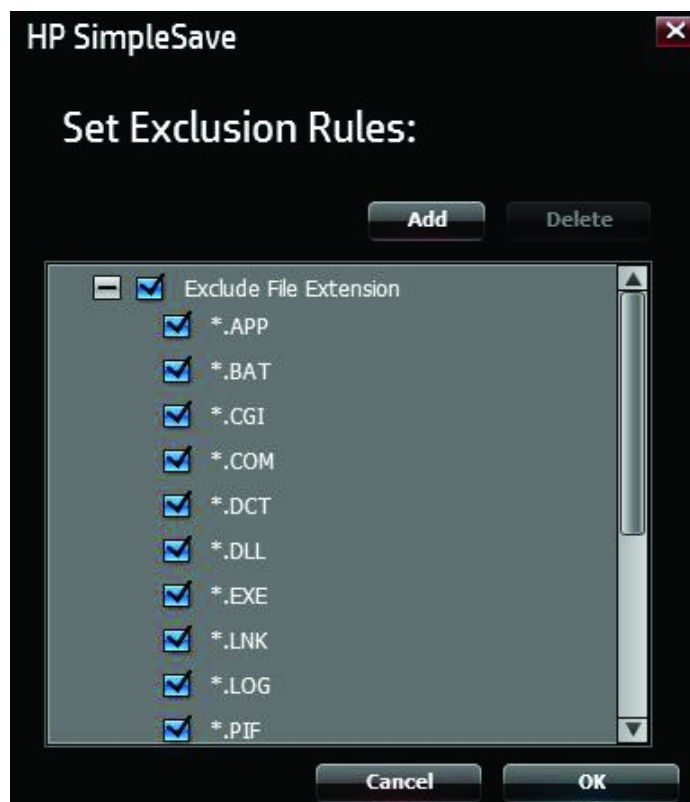 HP SimpleSave
Set Exclusion Rules:
Add Delete
Exclude File Extension
*.APP
*.BAT
*.CGI
*.COM
*.DCT
*.DLL
*.EXE
*.LNK
*.LOG
*.PIF
Cancel OK